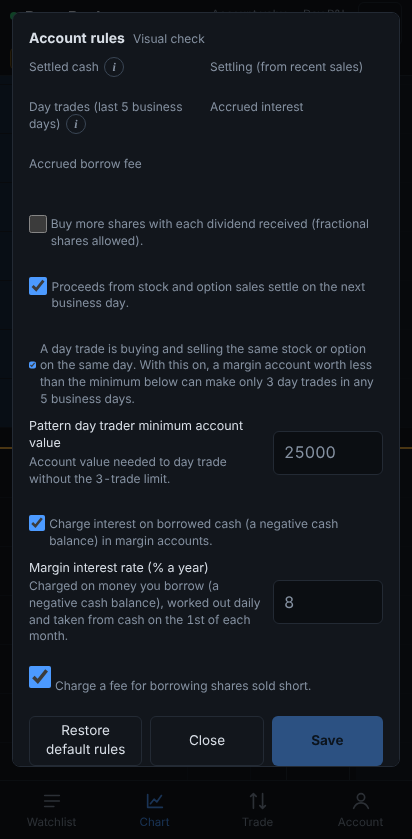 Account rules Visual check
Settled cash i
Settling (from recent sales)
Day trades (last 5 business
days) i
Accrued interest
Accrued borrow fee
Buy more shares with each dividend received (fractional
shares allowed).
Proceeds from stock and option sales settle on the next
business day.
A day trade is buying and selling the same stock or option
on the same day. With this on, a margin account worth less
than the minimum below can make only 3 day trades in any
5 business days.
Pattern day trader minimum account
value
Account value needed to day trade
without the 3-trade limit.
25000
Charge interest on borrowed cash (a negative cash
balance) in margin accounts.
Margin interest rate (% a year)
Charged on money you borrow (a
negative cash balance), worked out daily
and taken from cash on the 1st of each
month.
8
Charge a fee for borrowing shares sold short.
Restore
default rules
Close
Save
Watchlist
Chart
Trade
Account